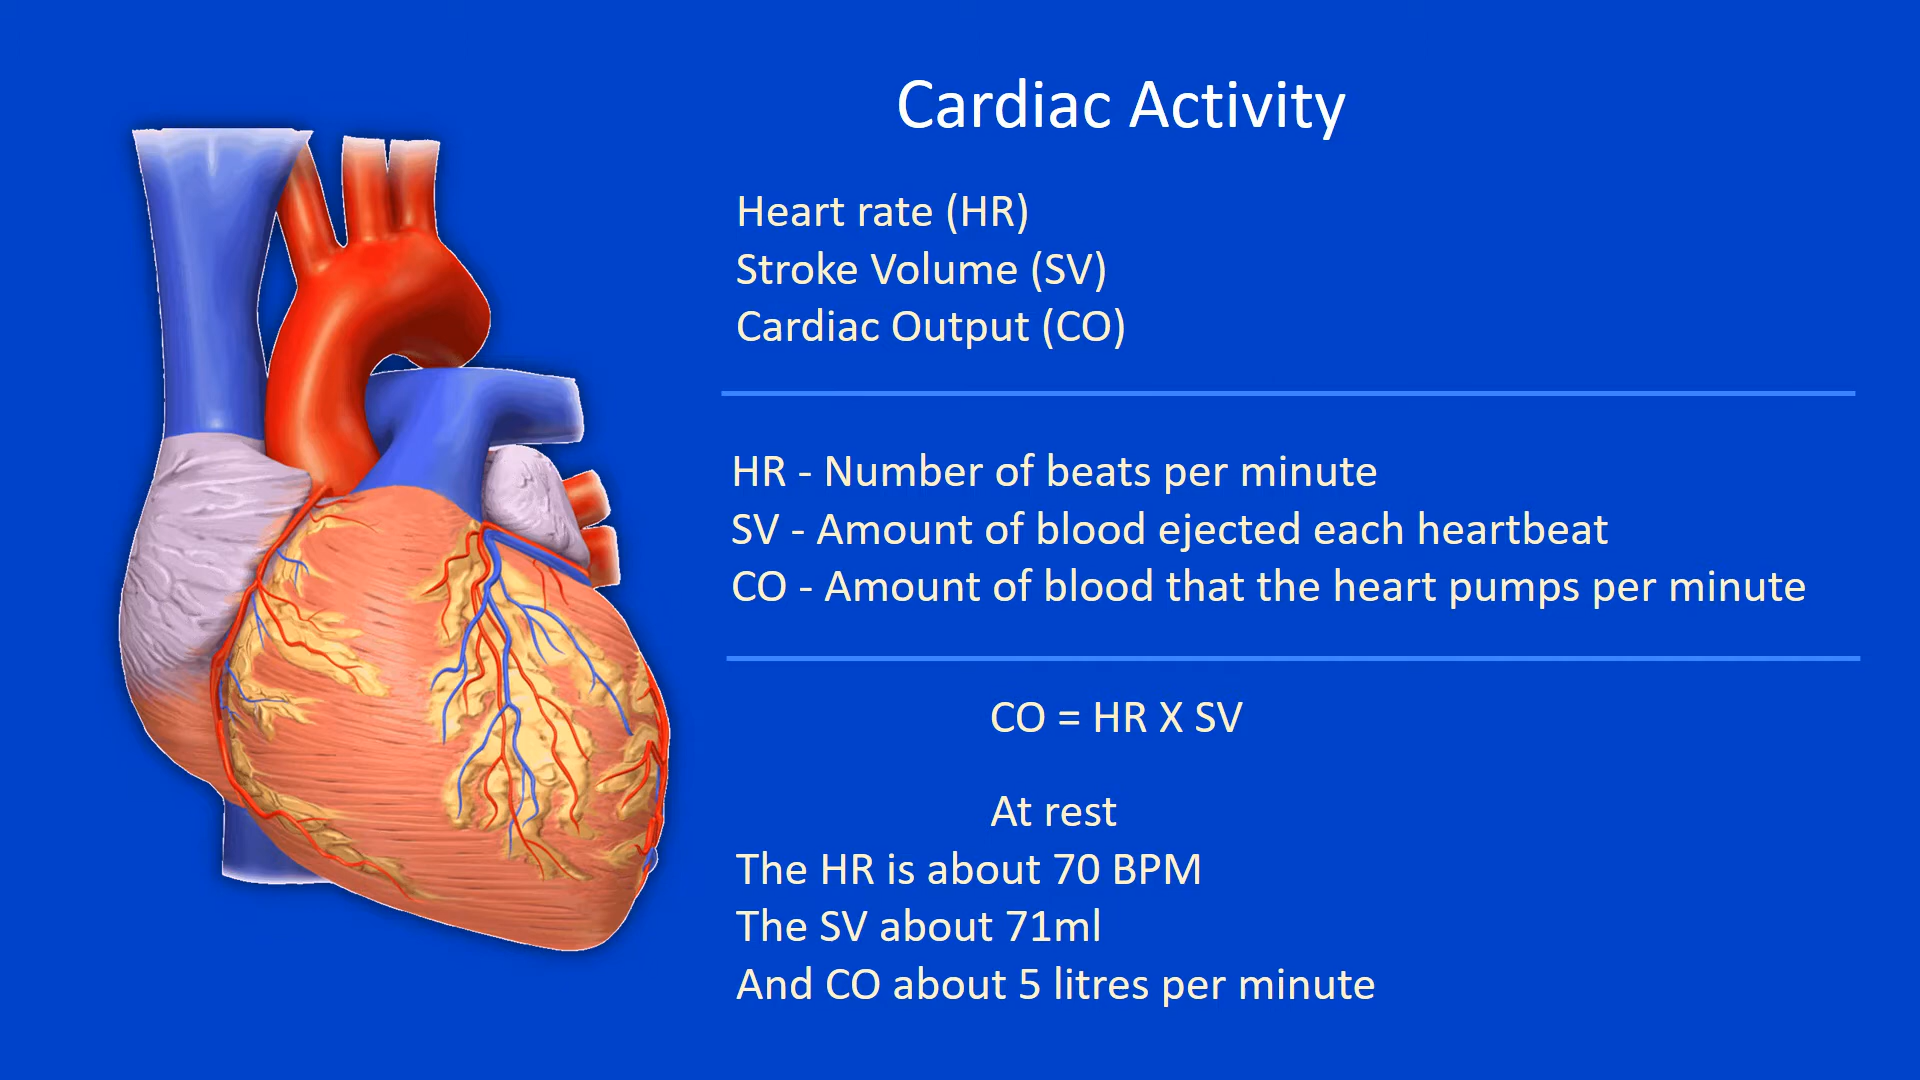 Cardiac Activity
Heart rate (HR)
Stroke Volume (SV)
Cardiac Output (CO)
HR - Number of beats per minute
SV - Amount of blood ejected each heartbeat
CO - Amount of blood that the heart pumps per minute
CO = HR X SV
At rest
The HR is about 70 BPM
The SV about 71ml
And CO about 5 litres per minute